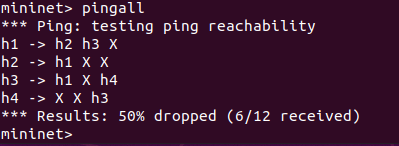 mininet> pingall
*** Ping: testing ping reachability
h1 -> h2 h3 X
h2 -> h1 X X
h3 -> h1 X h4
h4 -> X X h3
*** Results: 50% dropped (6/12 received)
mininet>